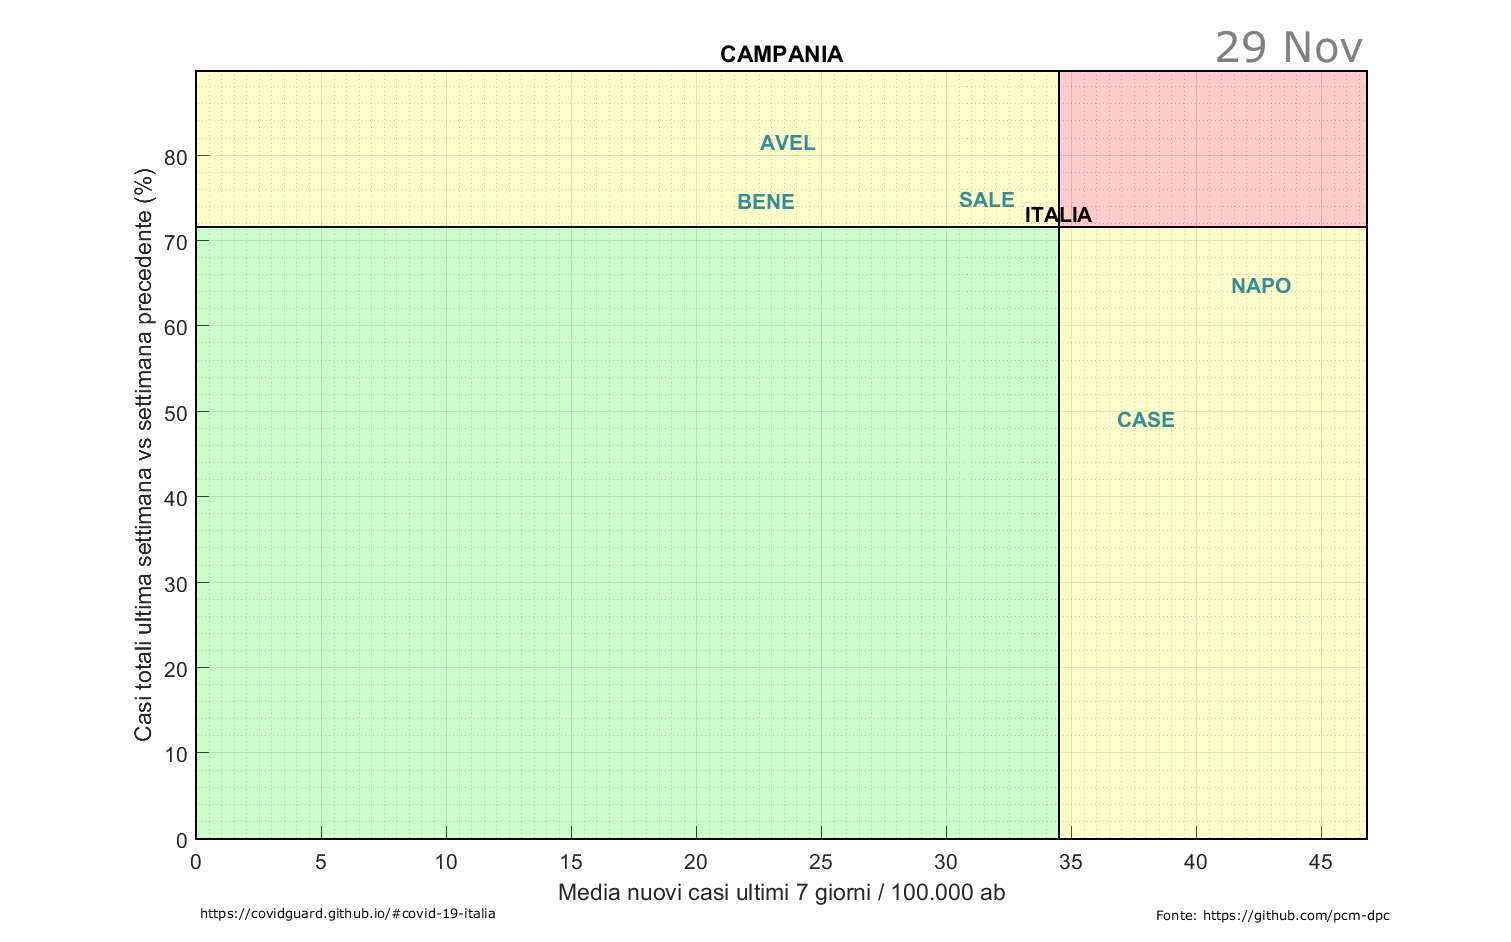 29 Nov
CAMPANIA
AVEL
BENE
SALE
ITALIA
NAPO
CASE
Casi totali ultima settimana vs settimana precedente (%)
80
70
60
50
40
30
20
10
0
0 5 10 15 20 25 30 35 40 45
Media nuovi casi ultimi 7 giorni / 100.000 ab
https://covidguard.github.io/#covid-19-italia
Fonte: https://github.com/pcm-dpc